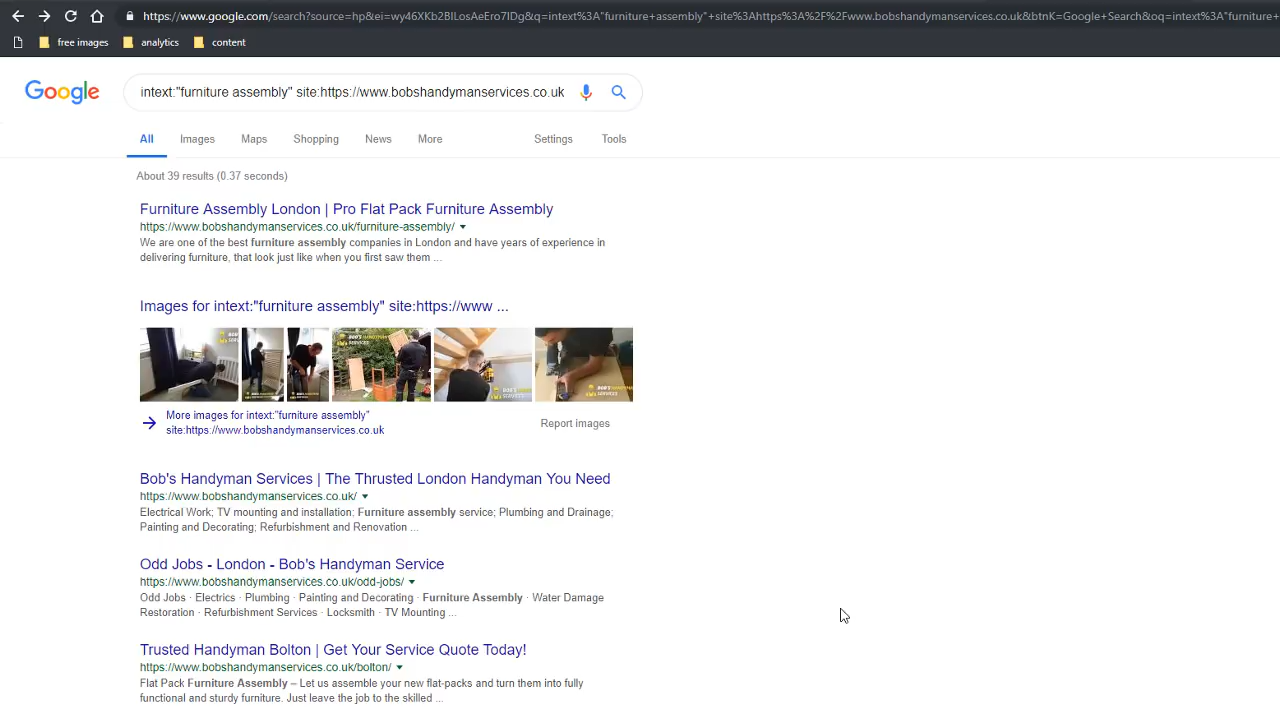 https://www.google.com/search?source=hp&ei=wy46XKb2BILosAeEro7IDg&q=intext%3A"furniture+assembly"+site%3Ahttps%3A%2F%2Fwww.bobshandymanservices.co.uk&btnK=Google+Search&oq=intext%3A"furniture+
free images analytics content
Google
intext:"furniture assembly" site:https://www.bobshandymanservices.co.uk
All Images Maps Shopping News More Settings Tools
About 39 results (0.37 seconds)
Furniture Assembly London | Pro Flat Pack Furniture Assembly
https://www.bobshandymanservices.co.uk/furniture-assembly/
We are one of the best furniture assembly companies in London and have years of experience in
delivering furniture, that look just like when you first saw them ...
Images for intext:"furniture assembly" site:https://www ...
More images for intext:"furniture assembly"
site:https://www.bobshandymanservices.co.uk
Report images
Bob's Handyman Services | The Thrusted London Handyman You Need
https://www.bobshandymanservices.co.uk/
Electrical Work; TV mounting and installation; Furniture assembly service; Plumbing and Drainage;
Painting and Decorating; Refurbishment and Renovation ...
Odd Jobs - London - Bob's Handyman Service
https://www.bobshandymanservices.co.uk/odd-jobs/
Odd Jobs · Electrics · Plumbing · Painting and Decorating · Furniture Assembly · Water Damage
Restoration · Refurbishment Services · Locksmith · TV Mounting ...
Trusted Handyman Bolton | Get Your Service Quote Today!
https://www.bobshandymanservices.co.uk/bolton/
Flat Pack Furniture Assembly – Let us assemble your new flat-packs and turn them into fully
functional and sturdy furniture. Just leave the job to the skilled ...